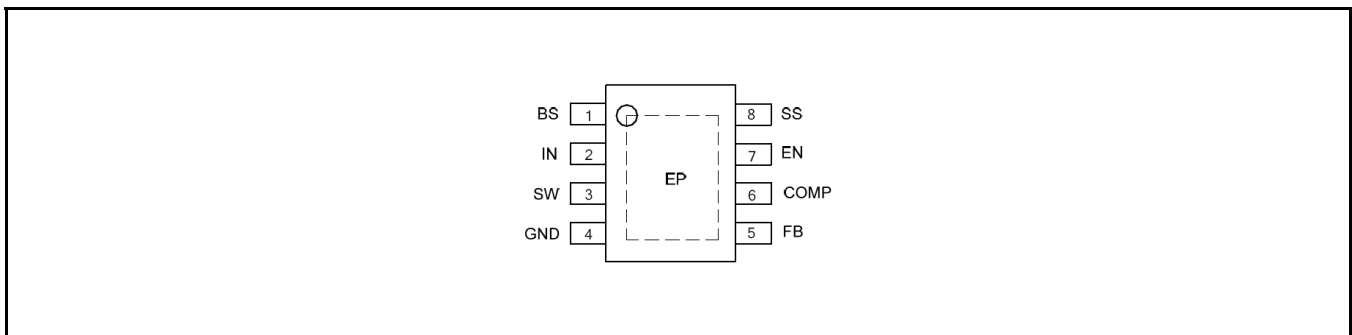 BS 1 8 SS
IN 2 7 EN
EP
SW 3 6 COMP
GND 4 5 FB